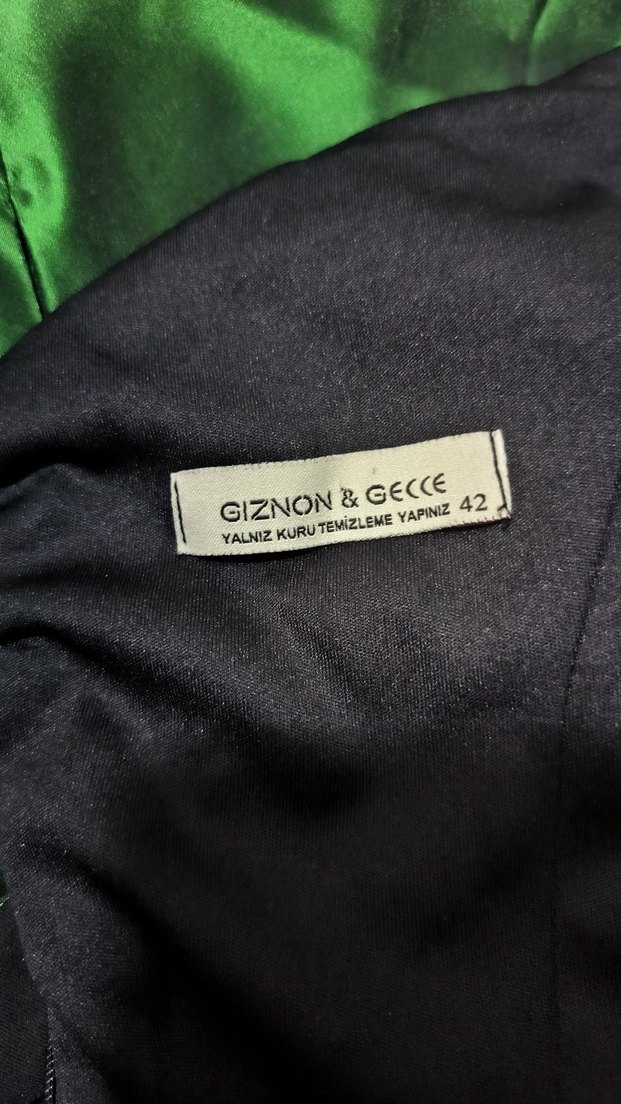 GIZNON & GECCE
YALNIZ KURU TEMİZLEME YAPINIZ 42